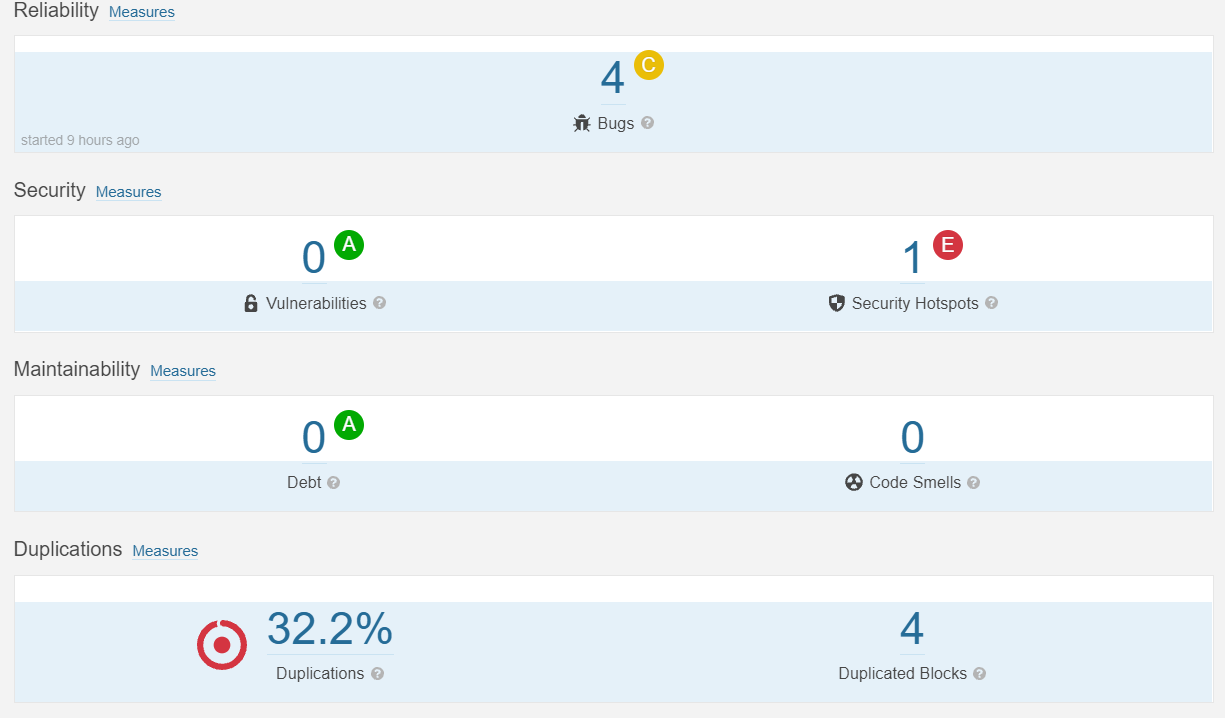 Reliability Measures
4 C
Bugs ?
started 9 hours ago
Security Measures
0 A 1 E
Vulnerabilities ? Security Hotspots ?
Maintainability Measures
0 A 0
Debt ? Code Smells ?
Duplications Measures
32.2% 4
Duplications ? Duplicated Blocks ?